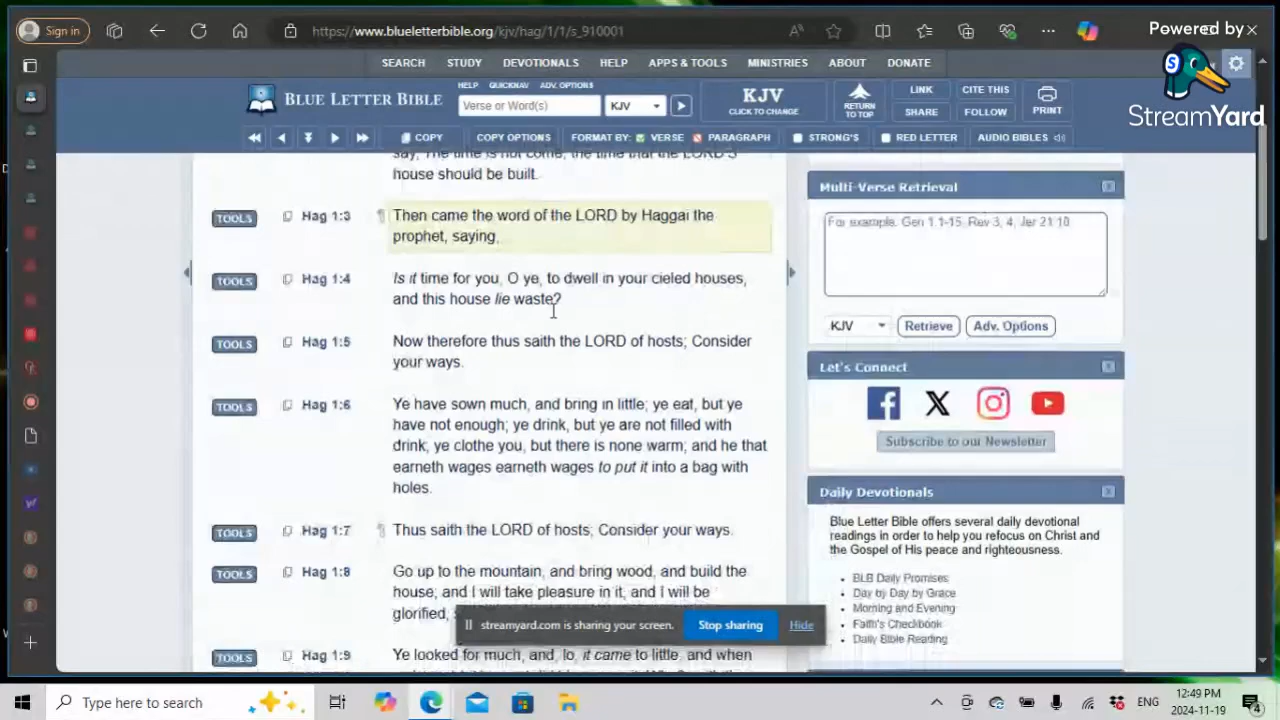 Sign in
https://www.blueletterbible.org/kjv/hag/1/1/s_910001
Powered by
StreamYard
SEARCH STUDY DEVOTIONALS HELP APPS & TOOLS MINISTRIES ABOUT DONATE
BLUE LETTER BIBLE
HELP QUICKNAV ADV. OPTIONS
Verse or Word(s)
KJV
KJV
CLICK TO CHANGE
RETURN
TO TOP
LINK
CITE THIS
SHARE
FOLLOW
PRINT
COPY COPY OPTIONS FORMAT BY: VERSE PARAGRAPH STRONG'S RED LETTER AUDIO BIBLES
say, The time is not come, the time that the LORD'S
house should be built.
TOOLS Hag 1:3 ¶ Then came the word of the LORD by Haggai the
prophet, saying,
TOOLS Hag 1:4 Is it time for you, O ye, to dwell in your cieled houses,
and this house lie waste?
TOOLS Hag 1:5 Now therefore thus saith the LORD of hosts; Consider
your ways.
TOOLS Hag 1:6 Ye have sown much, and bring in little; ye eat, but ye
have not enough; ye drink, but ye are not filled with
drink; ye clothe you, but there is none warm; and he that
earneth wages earneth wages to put it into a bag with
holes.
TOOLS Hag 1:7 ¶ Thus saith the LORD of hosts; Consider your ways.
TOOLS Hag 1:8 Go up to the mountain, and bring wood, and build the
house; and I will take pleasure in it, and I will be
glorified,
TOOLS Hag 1:9 Ye looked for much, and, lo, it came to little; and when
Multi-Verse Retrieval
For example. Gen 1:1-15; Rev 3, 4; Jer 21:10
KJV Retrieve Adv. Options
Let's Connect
Subscribe to our Newsletter
Daily Devotionals
Blue Letter Bible offers several daily devotional
readings in order to help you refocus on Christ and
the Gospel of His peace and righteousness.
BLB Daily Promises
Day by Day by Grace
Morning and Evening
Faith's Checkbook
Daily Bible Reading
streamyard.com is sharing your screen. Stop sharing Hide
Type here to search
ENG
12:49 PM
2024-11-19
4